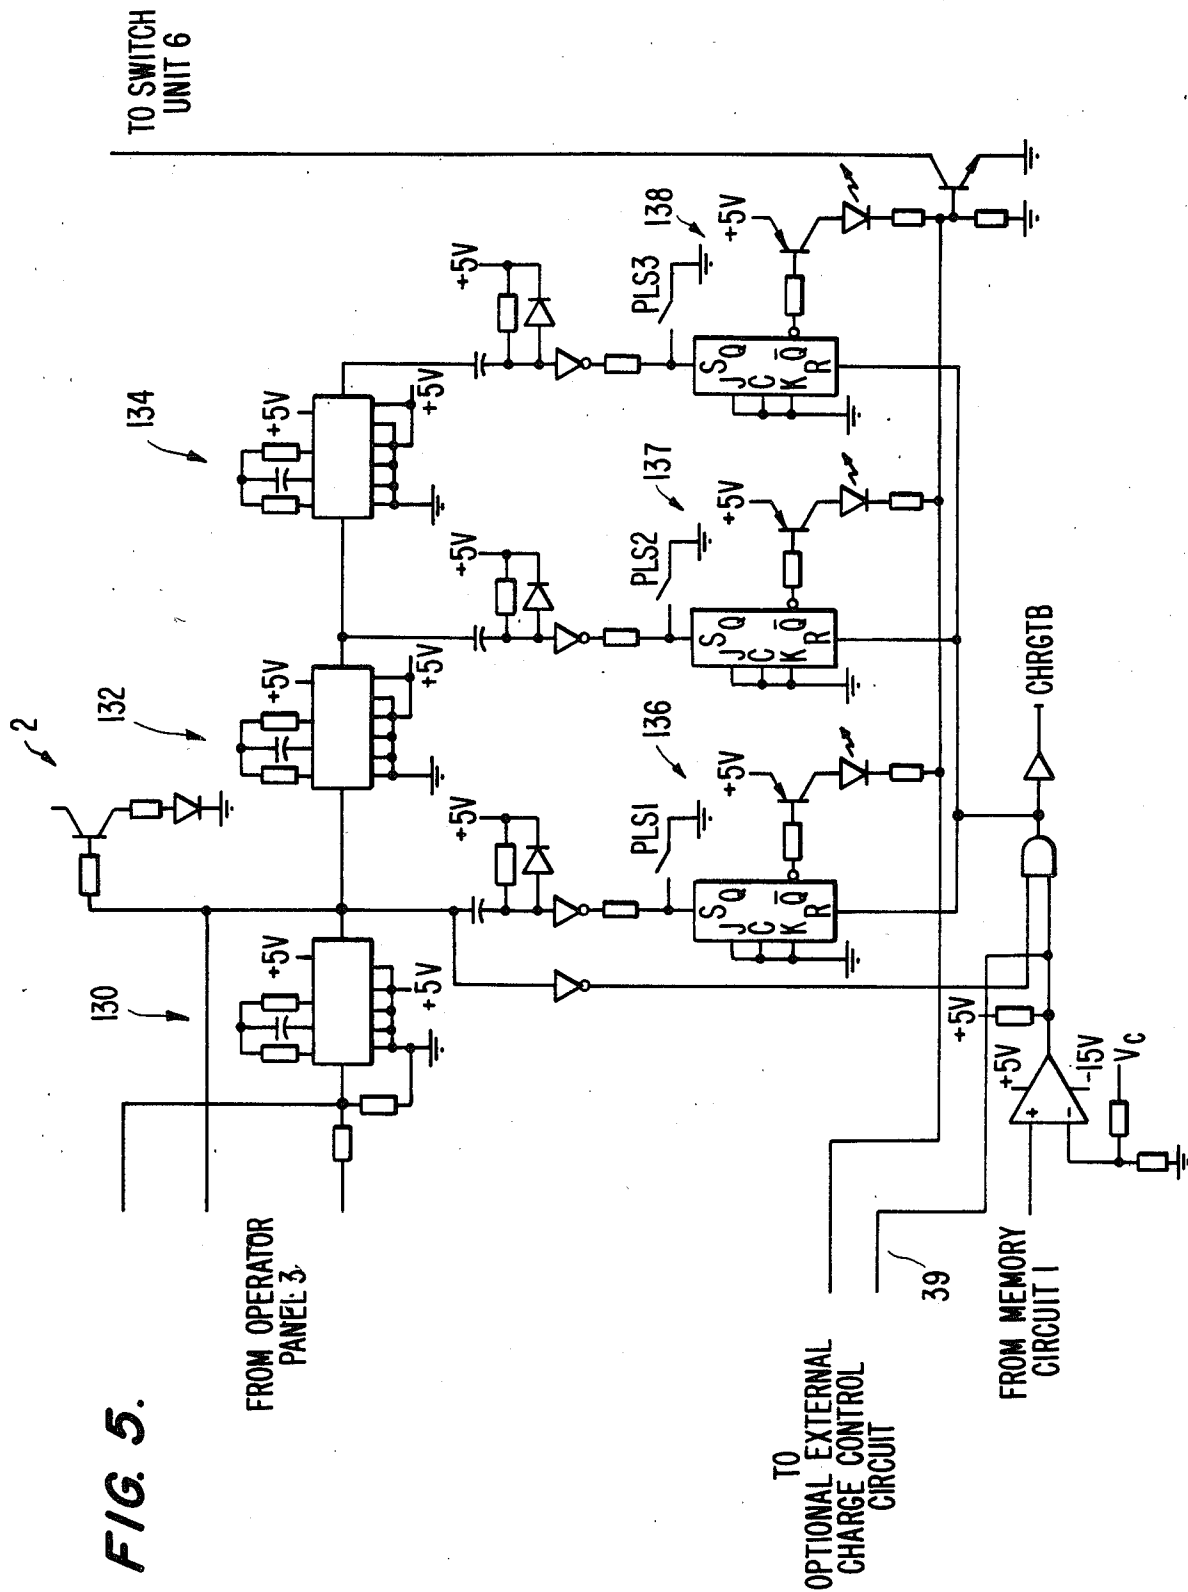 FIG. 5.
2
TO SWITCH
UNIT 6
130
132
134
+5V
+5V
+5V
+5V
+5V
+5V
FROM OPERATOR
PANEL 3
+5V
+5V
+5V
PLS1
136
PLS2
137
PLS3
138
S
Q
J
C
K
Q̅
R
+5V
S
Q
J
C
K
Q̅
R
+5V
S
Q
J
C
K
Q̅
R
+5V
TO
OPTIONAL EXTERNAL
CHARGE CONTROL
CIRCUIT
39
FROM MEMORY
CIRCUIT 1
+5V
+5V
-15V
+
-
VC
CHRGTB